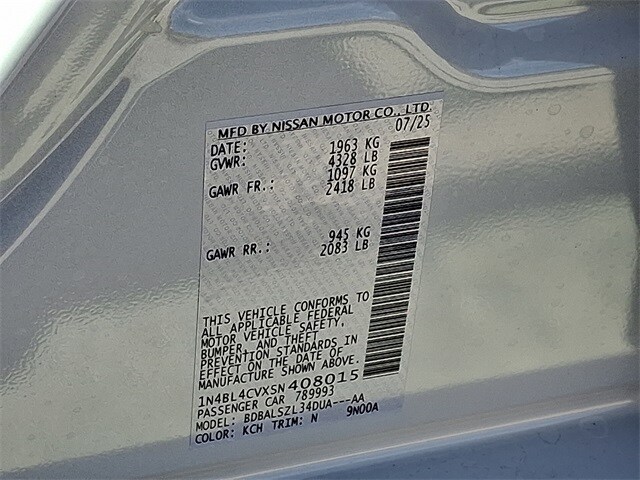 MFD BY NISSAN MOTOR CO., LTD.
DATE: 07/25
GVWR: 1963 KG
4328 LB
GAWR FR.: 1097 KG
2418 LB
GAWR RR.: 945 KG
2083 LB
THIS VEHICLE CONFORMS TO
ALL APPLICABLE FEDERAL
MOTOR VEHICLE SAFETY,
BUMPER, AND THEFT
PREVENTION STANDARDS IN
EFFECT ON THE DATE OF
MANUFACTURE SHOWN ABOVE.
1N4BL4CVXSN408015
PASSENGER CAR 789993
MODEL: BDBALSZL34DUA---AA
COLOR: KCH TRIM: N 9N00A